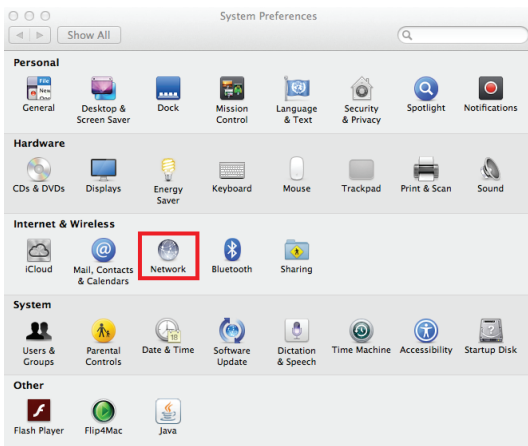 System Preferences
Show All
Personal
General
Desktop &
Screen Saver
Dock
Mission
Control
Language
& Text
Security
& Privacy
Spotlight
Notifications
Hardware
CDs & DVDs
Displays
Energy
Saver
Keyboard
Mouse
Trackpad
Print & Scan
Sound
Internet & Wireless
iCloud
Mail, Contacts
& Calendars
Network
Bluetooth
Sharing
System
Users &
Groups
Parental
Controls
Date & Time
Software
Update
Dictation
& Speech
Time Machine
Accessibility
Startup Disk
Other
Flash Player
Flip4Mac
Java
File
New
18